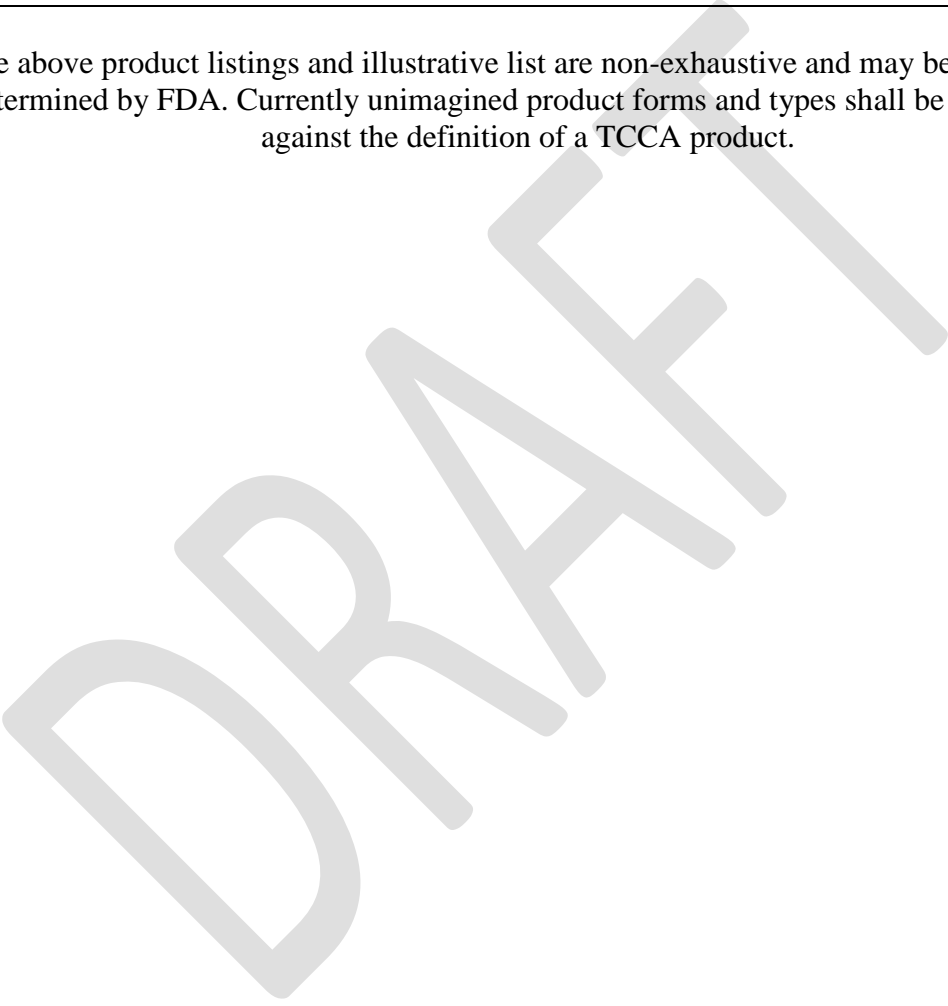 e above product listings and illustrative list are non-exhaustive and may be
termined by FDA. Currently unimagined product forms and types shall be
against the definition of a TCCA product.
DRAFT